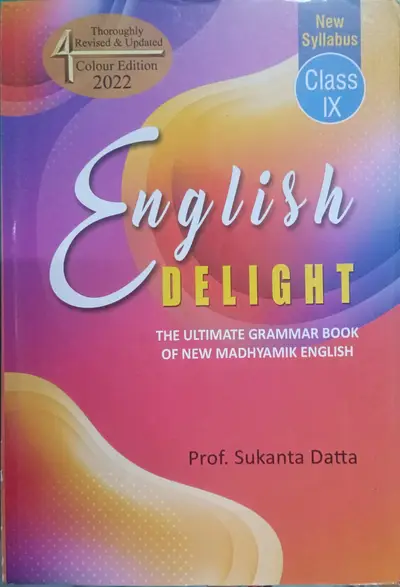 Thoroughly
4 Revised & Updated
Colour Edition
2022
New
Syllabus
Class
IX
English
DELIGHT
THE ULTIMATE GRAMMAR BOOK
OF NEW MADHYAMIK ENGLISH
Prof. Sukanta Datta